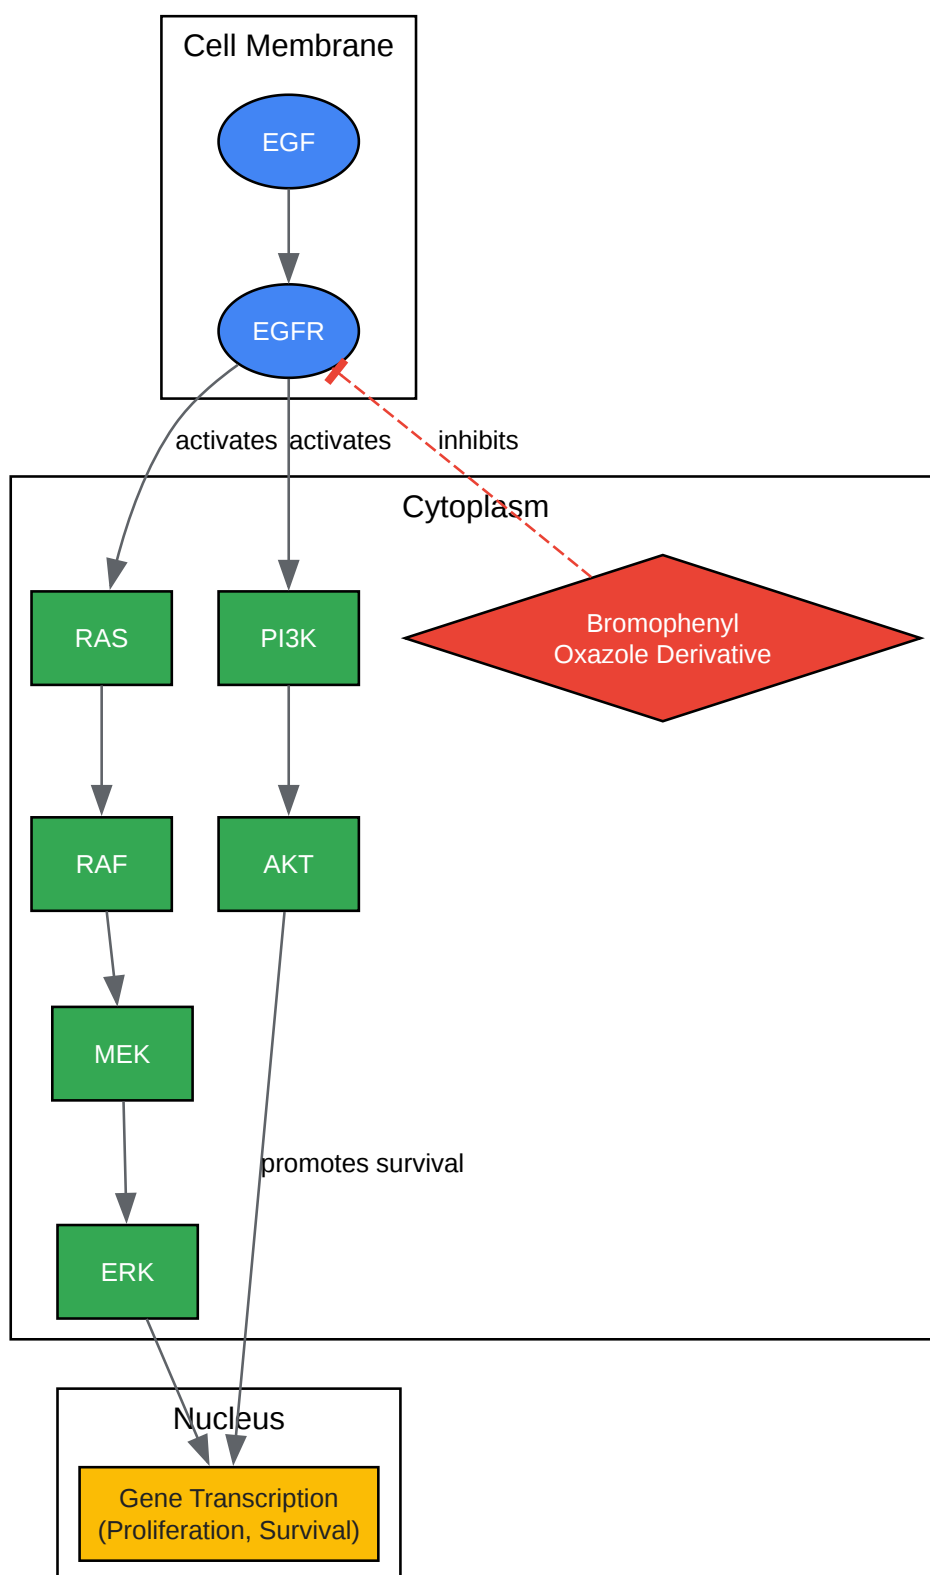 Cell Membrane
EGF
EGFR
activates
activates
inhibits
Cytoplasm
RAS
PI3K
Bromophenyl
Oxazole Derivative
RAF
AKT
MEK
promotes survival
ERK
Nucleus
Gene Transcription
(Proliferation, Survival)